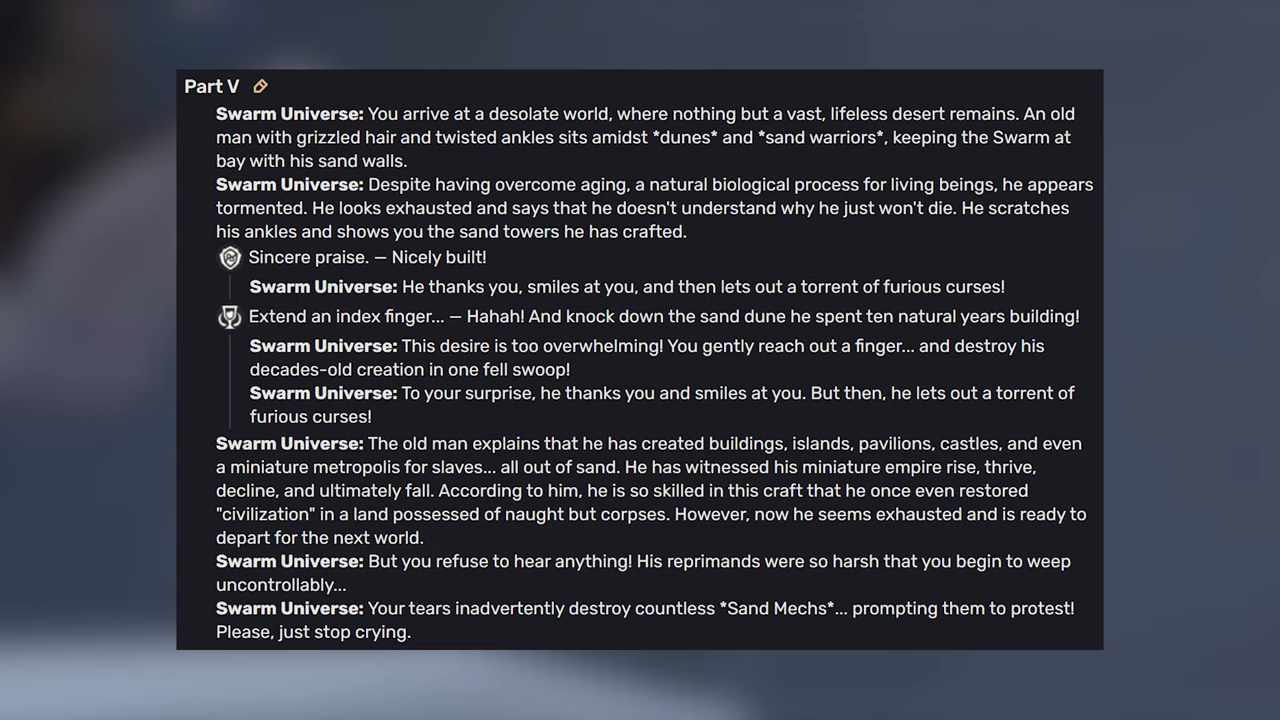 Part V
Swarm Universe: You arrive at a desolate world, where nothing but a vast, lifeless desert remains. An old
man with grizzled hair and twisted ankles sits amidst *dunes* and *sand warriors*, keeping the Swarm at
bay with his sand walls.
Swarm Universe: Despite having overcome aging, a natural biological process for living beings, he appears
tormented. He looks exhausted and says that he doesn't understand why he just won't die. He scratches
his ankles and shows you the sand towers he has crafted.
Sincere praise. — Nicely built!
Swarm Universe: He thanks you, smiles at you, and then lets out a torrent of furious curses!
Extend an index finger... — Hahah! And knock down the sand dune he spent ten natural years building!
Swarm Universe: This desire is too overwhelming! You gently reach out a finger... and destroy his
decades-old creation in one fell swoop!
Swarm Universe: To your surprise, he thanks you and smiles at you. But then, he lets out a torrent of
furious curses!
Swarm Universe: The old man explains that he has created buildings, islands, pavilions, castles, and even
a miniature metropolis for slaves... all out of sand. He has witnessed his miniature empire rise, thrive,
decline, and ultimately fall. According to him, he is so skilled in this craft that he once even restored
"civilization" in a land possessed of naught but corpses. However, now he seems exhausted and is ready to
depart for the next world.
Swarm Universe: But you refuse to hear anything! His reprimands were so harsh that you begin to weep
uncontrollably...
Swarm Universe: Your tears inadvertently destroy countless *Sand Mechs*... prompting them to protest!
Please, just stop crying.